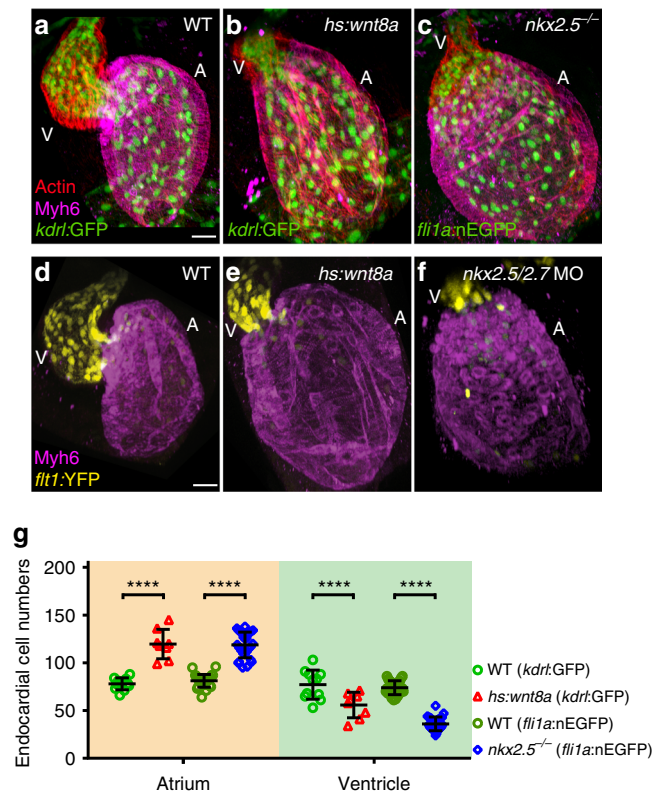 a WT A V Actin Myh6 kdrl:GFP
b hs:wnt8a V A kdrl:GFP
c nkx2.5–/– V A fli1a:nEGFP
d WT A V Myh6 flt1:YFP
e hs:wnt8a V A
f nkx2.5/2.7 MO V A
g
Endocardial cell numbers
200
150
100
50
0
**** **** **** ****
Atrium Ventricle
WT (kdrl:GFP)
hs:wnt8a (kdrl:GFP)
WT (fli1a:nEGFP)
nkx2.5–/– (fli1a:nEGFP)